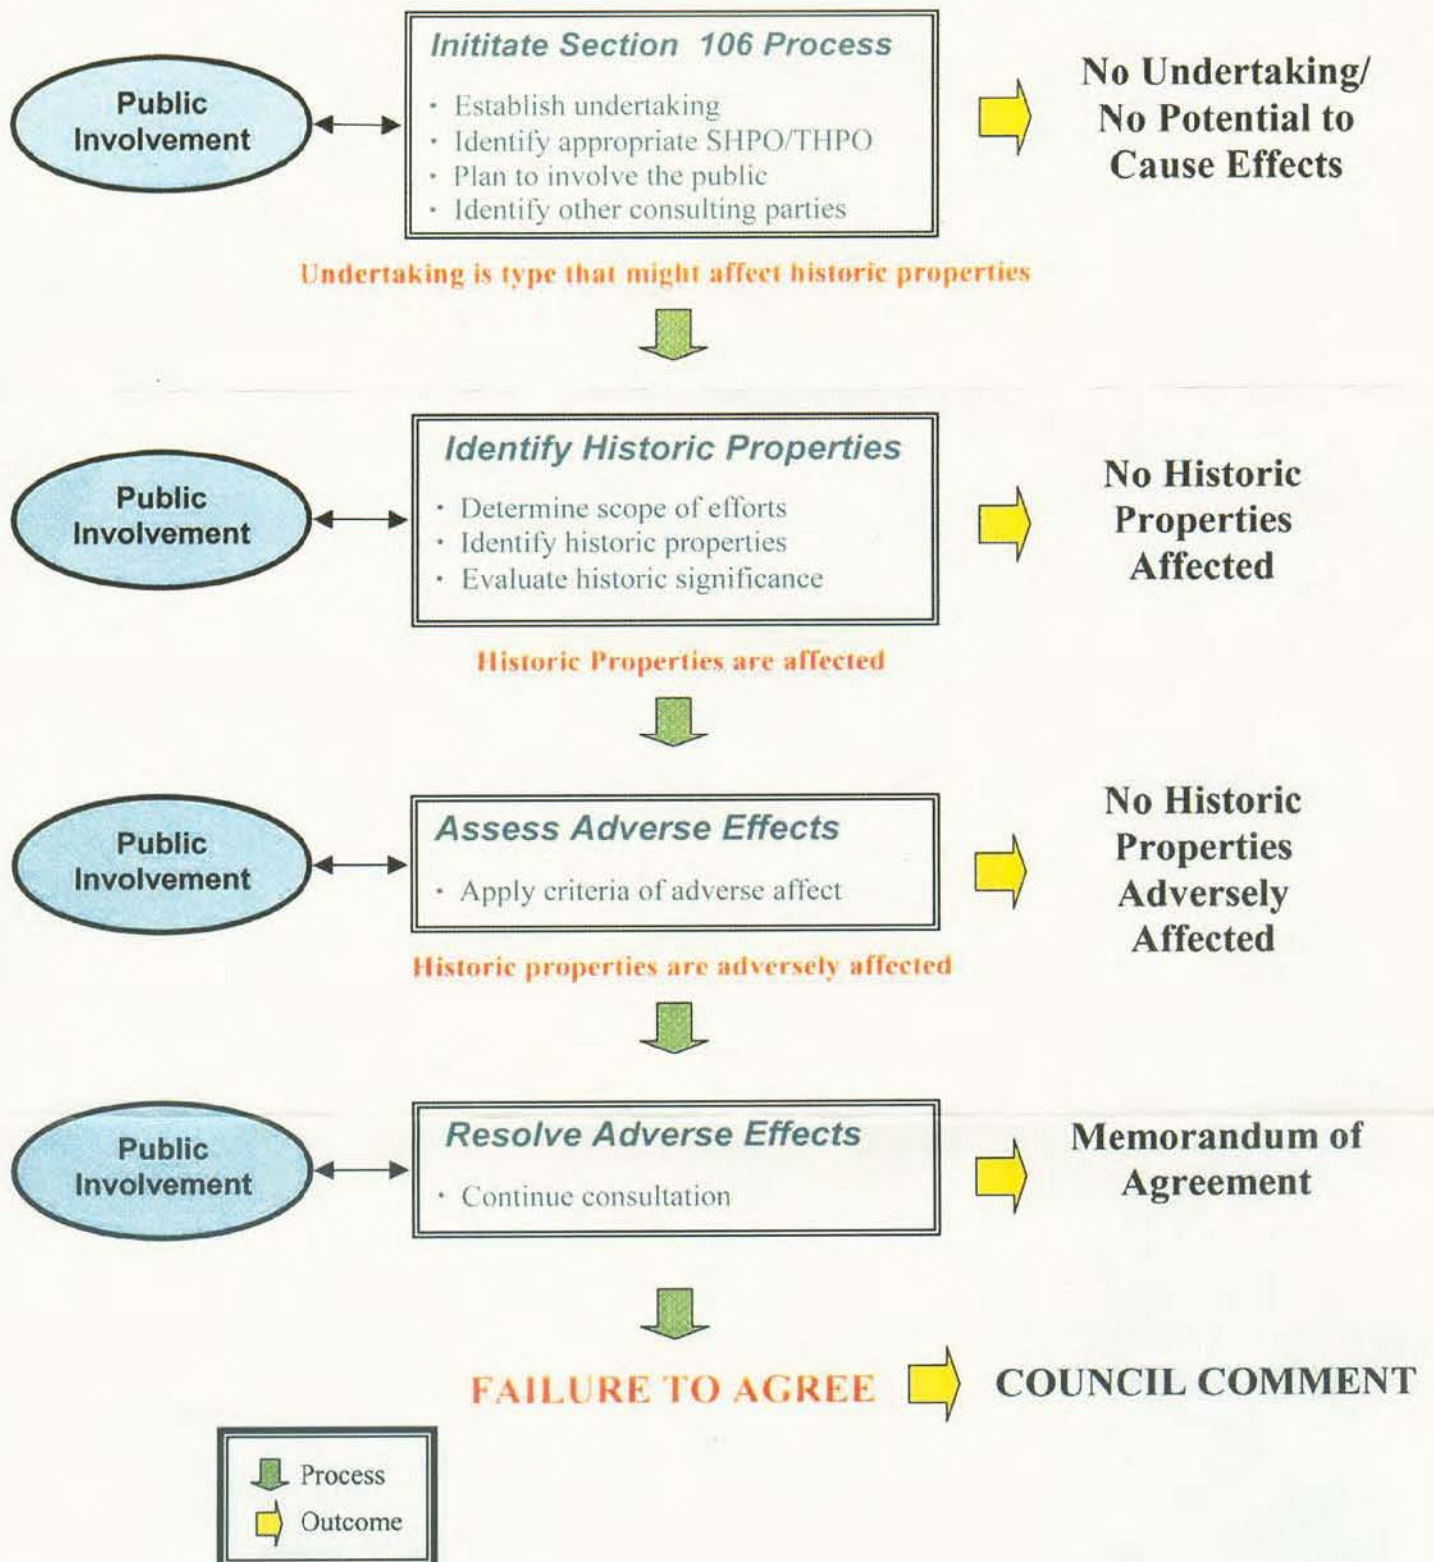 Public
Involvement
Inititate Section 106 Process
· Establish undertaking
· Identify appropriate SHPO/THPO
· Plan to involve the public
· Identify other consulting parties
No Undertaking/
No Potential to
Cause Effects
Undertaking is type that might affect historic properties
Public
Involvement
Identify Historic Properties
· Determine scope of efforts
· Identify historic properties
· Evaluate historic significance
No Historic
Properties
Affected
Historic Properties are affected
Public
Involvement
Assess Adverse Effects
· Apply criteria of adverse affect
No Historic
Properties
Adversely
Affected
Historic properties are adversely affected
Public
Involvement
Resolve Adverse Effects
· Continue consultation
Memorandum of
Agreement
FAILURE TO AGREE
COUNCIL COMMENT
Process
Outcome